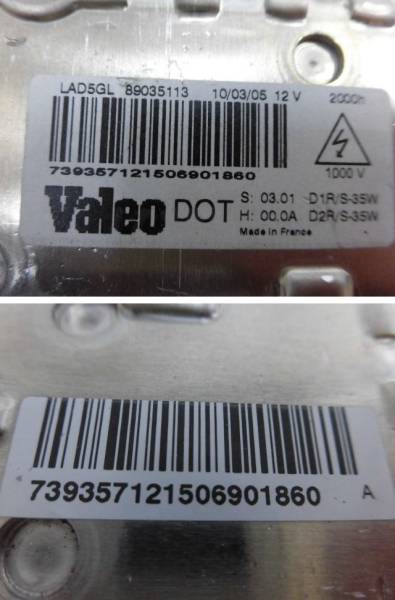 LAD5GL 89035113 10/03/05 12 V 2000h
739357121506901860
1000 V
Valeo DOT S: 03.01 D1R/S-35W
H: 00.0A D2R/S-35W
Made in France
739357121506901860 A